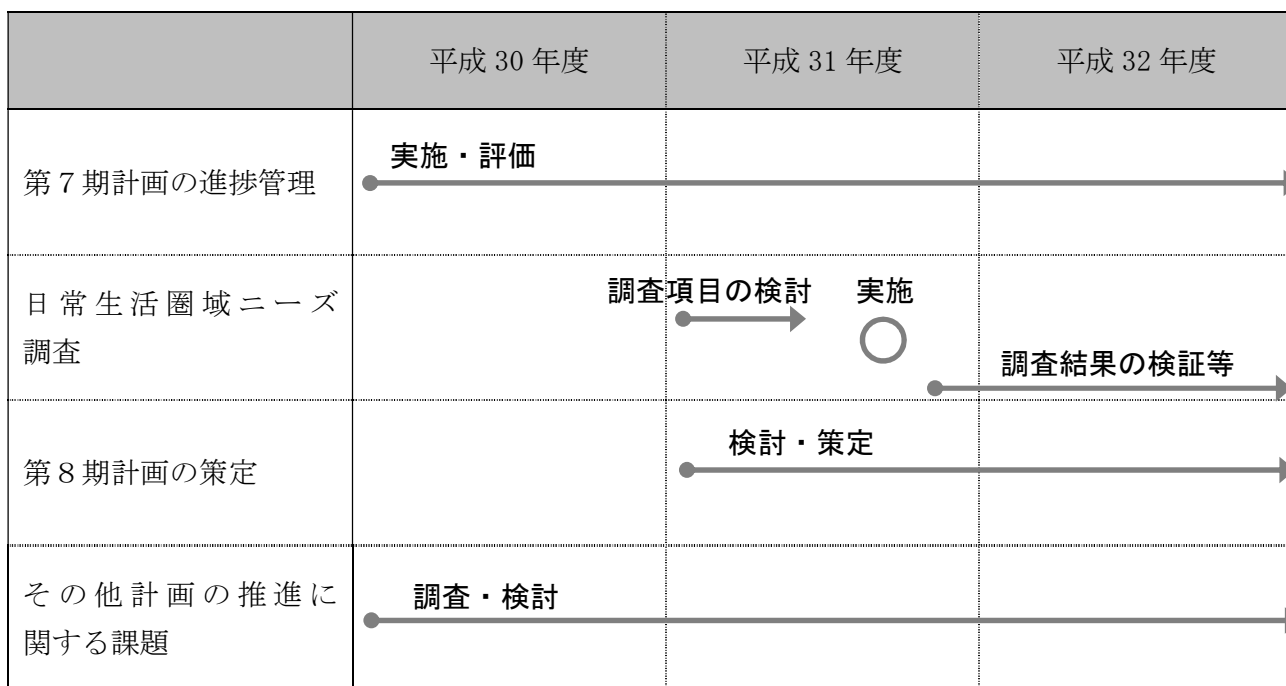 平成 30 年度
平成 31 年度
平成 32 年度
第７期計画の進捗管理
実施・評価
日常生活圏域ニーズ
調査
調査項目の検討
実施
調査結果の検証等
第８期計画の策定
検討・策定
その他計画の推進に
関する課題
調査・検討